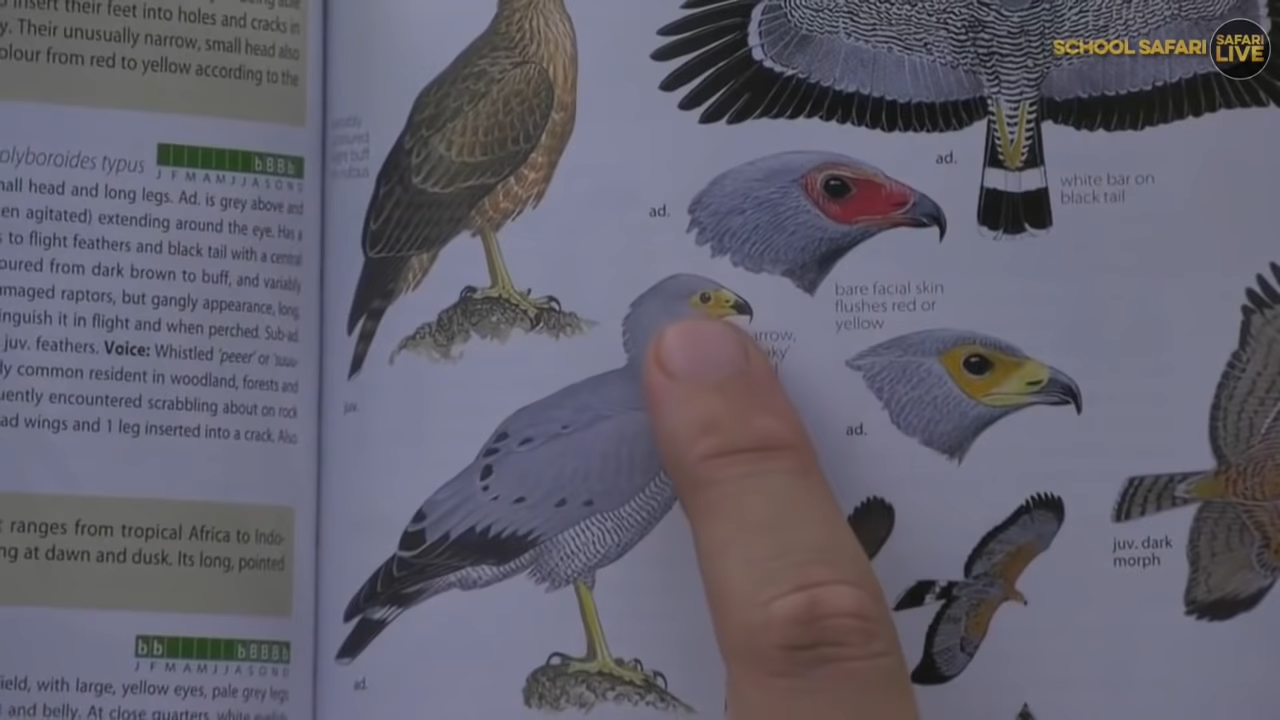 insert their feet into holes and cracks in
y. Their unusually narrow, small head also
olour from red to yellow according to the
olyboroides typus
b B B b
J F M A M J J A S O N D
nall head and long legs. Ad. is grey above and
en agitated) extending around the eye. Has a
s to flight feathers and black tail with a central
oured from dark brown to buff, and variably
maged raptors, but gangly appearance, long
inguish it in flight and when perched. Sub-ad
juv. feathers. Voice: Whistled 'peeer' or
ly common resident in woodland, forests and
uently encountered scrabbling about on rock
ad wings and 1 leg inserted into a crack. Also
ranges from tropical Africa to Indo-
ng at dawn and dusk. Its long, pointed
b b b B B B b
J F M A M J J A S O N D
ield, with large, yellow eyes, pale grey legs
and belly. At close quarters, white
juv.
ad.
ad.
white bar on
black tail
ad.
bare facial skin
flushes red or
yellow
arrow,
ad.
juv. dark
morph
SCHOOL SAFARI
SAFARI
LIVE